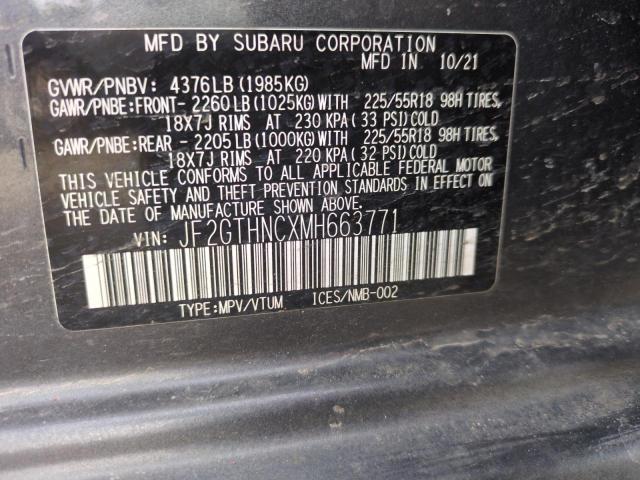 MFD BY SUBARU CORPORATION
MFD IN 10/21
GVWR/PNBV: 4376LB(1985KG)
GAWR/PNBE:FRONT- 2260LB(1025KG)WITH 225/55R18 98H TIRES,
18X7J RIMS AT 230 KPA(33 PSI)COLD
GAWR/PNBE:REAR - 2205LB(1000KG)WITH 225/55R18 98H TIRES,
18X7J RIMS AT 220 KPA(32 PSI)COLD
THIS VEHICLE CONFORMS TO ALL APPLICABLE FEDERAL MOTOR
VEHICLE SAFETY AND THEFT PREVENTION STANDARDS IN EFFECT ON
THE DATE OF MANUFACTURE SHOWN ABOVE.
VIN: JF2GTHNCXMH663771
TYPE:MPV/VTUM ICES/NMB-002